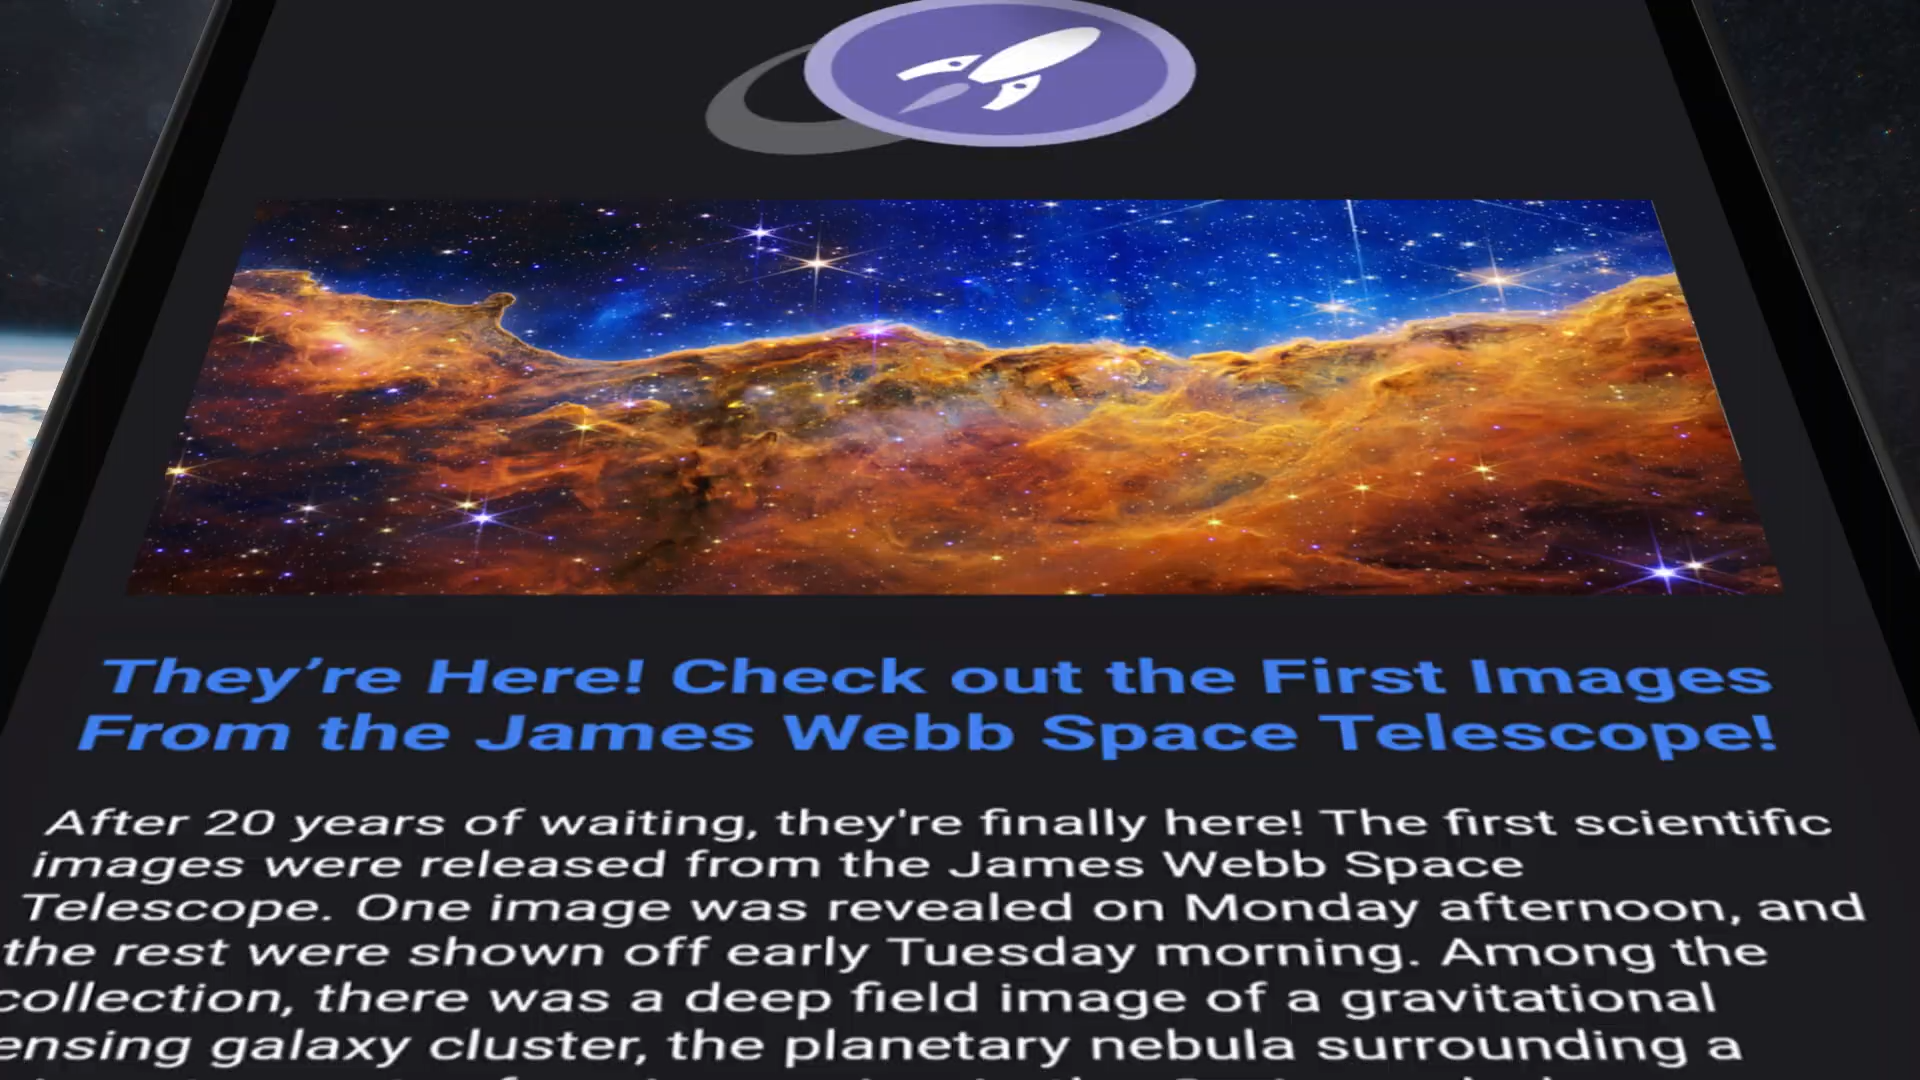 They’re Here! Check out the First Images
From the James Webb Space Telescope!
After 20 years of waiting, they're finally here! The first scientific
images were released from the James Webb Space
Telescope. One image was revealed on Monday afternoon, and
the rest were shown off early Tuesday morning. Among the
collection, there was a deep field image of a gravitational
galaxy cluster, the planetary nebula surrounding a